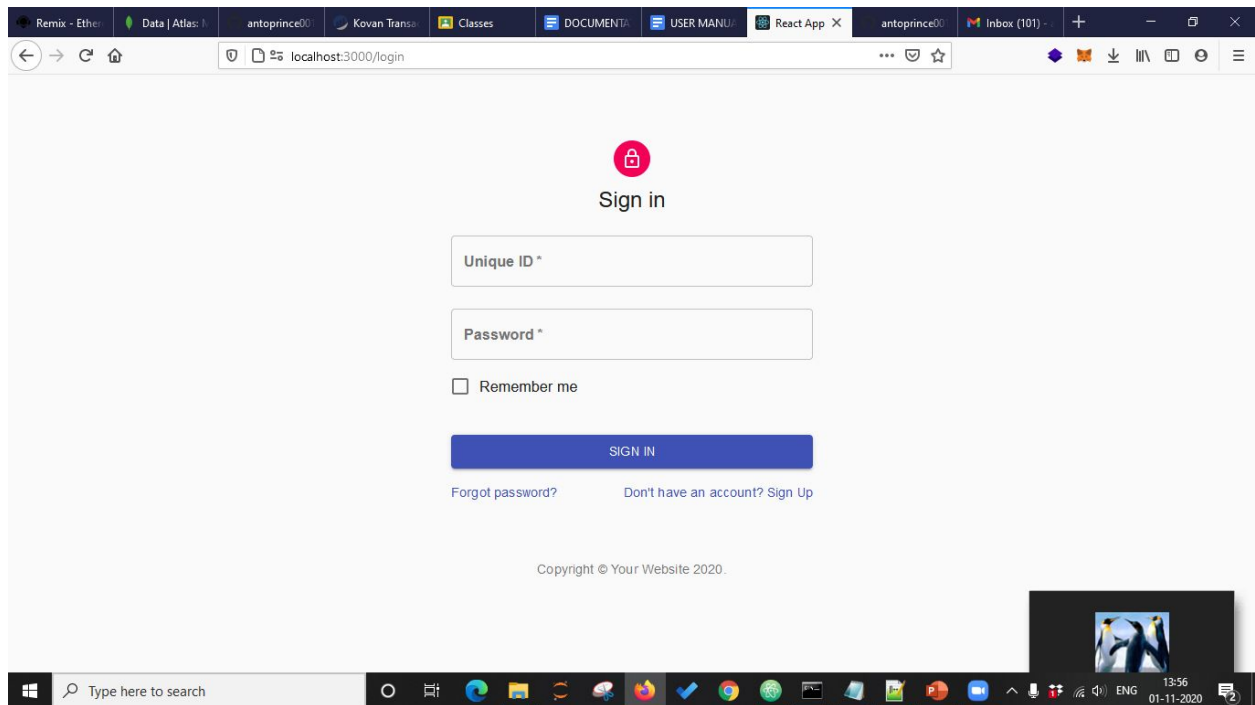 Remix - Ether Data | Atlas: M antoprince00 Kovan Transa Classes DOCUMENTA USER MANUA React App antoprince00 Inbox (101) -
localhost:3000/login
Sign in
Unique ID *
Password *
Remember me
SIGN IN
Forgot password? Don't have an account? Sign Up
Copyright © Your Website 2020.
Type here to search ENG 13:56
01-11-2020